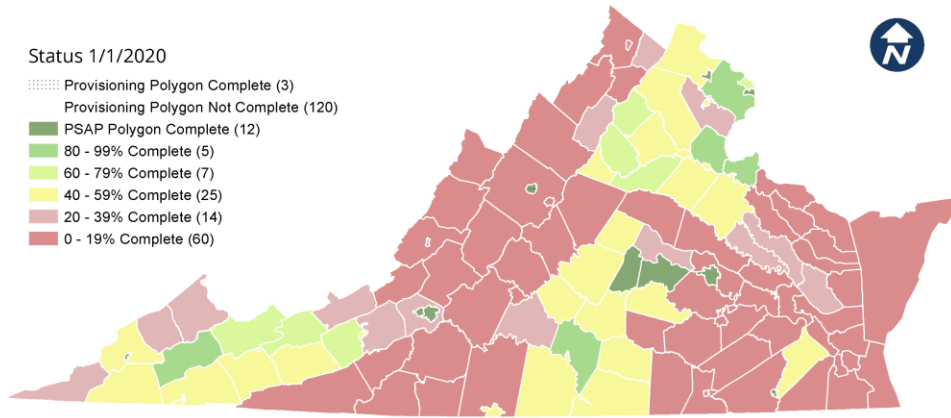 Status 1/1/2020
N
Provisioning Polygon Complete (3)
Provisioning Polygon Not Complete (120)
PSAP Polygon Complete (12)
80 - 99% Complete (5)
60 - 79% Complete (7)
40 - 59% Complete (25)
20 - 39% Complete (14)
0 - 19% Complete (60)